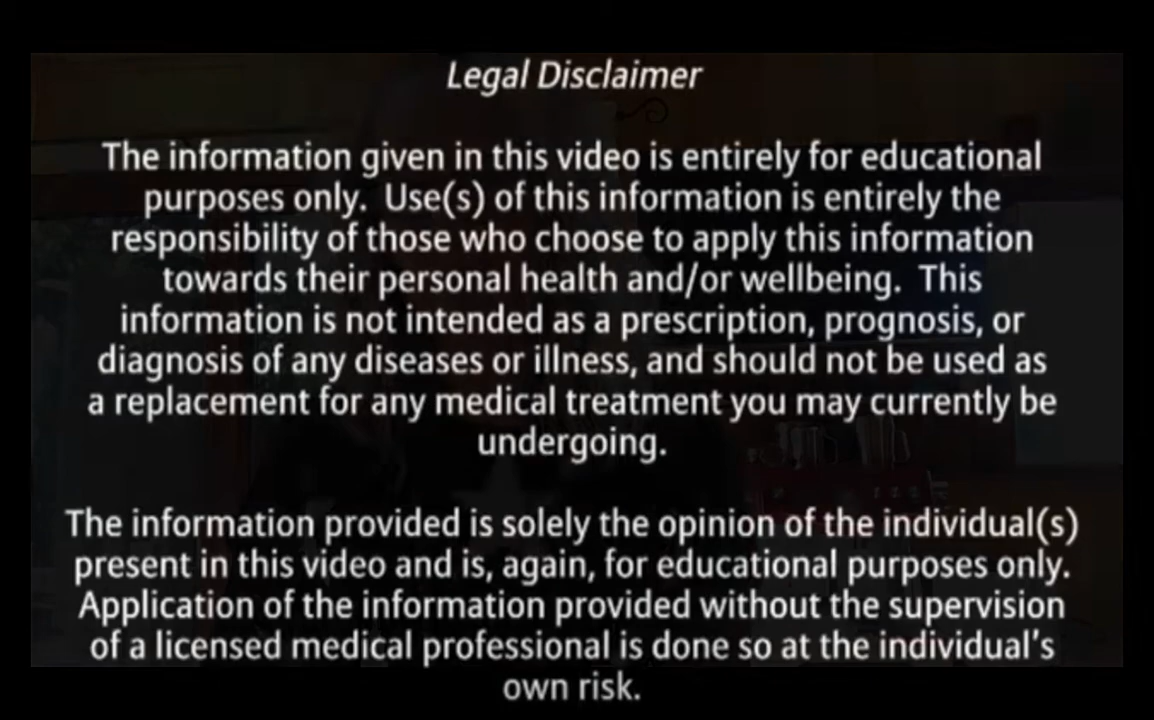 Legal Disclaimer
The information given in this video is entirely for educational
purposes only.  Use(s) of this information is entirely the
responsibility of those who choose to apply this information
towards their personal health and/or wellbeing.  This
information is not intended as a prescription, prognosis, or
diagnosis of any diseases or illness, and should not be used as
a replacement for any medical treatment you may currently be
undergoing.
The information provided is solely the opinion of the individual(s)
present in this video and is, again, for educational purposes only.
Application of the information provided without the supervision
of a licensed medical professional is done so at the individual's
own risk.